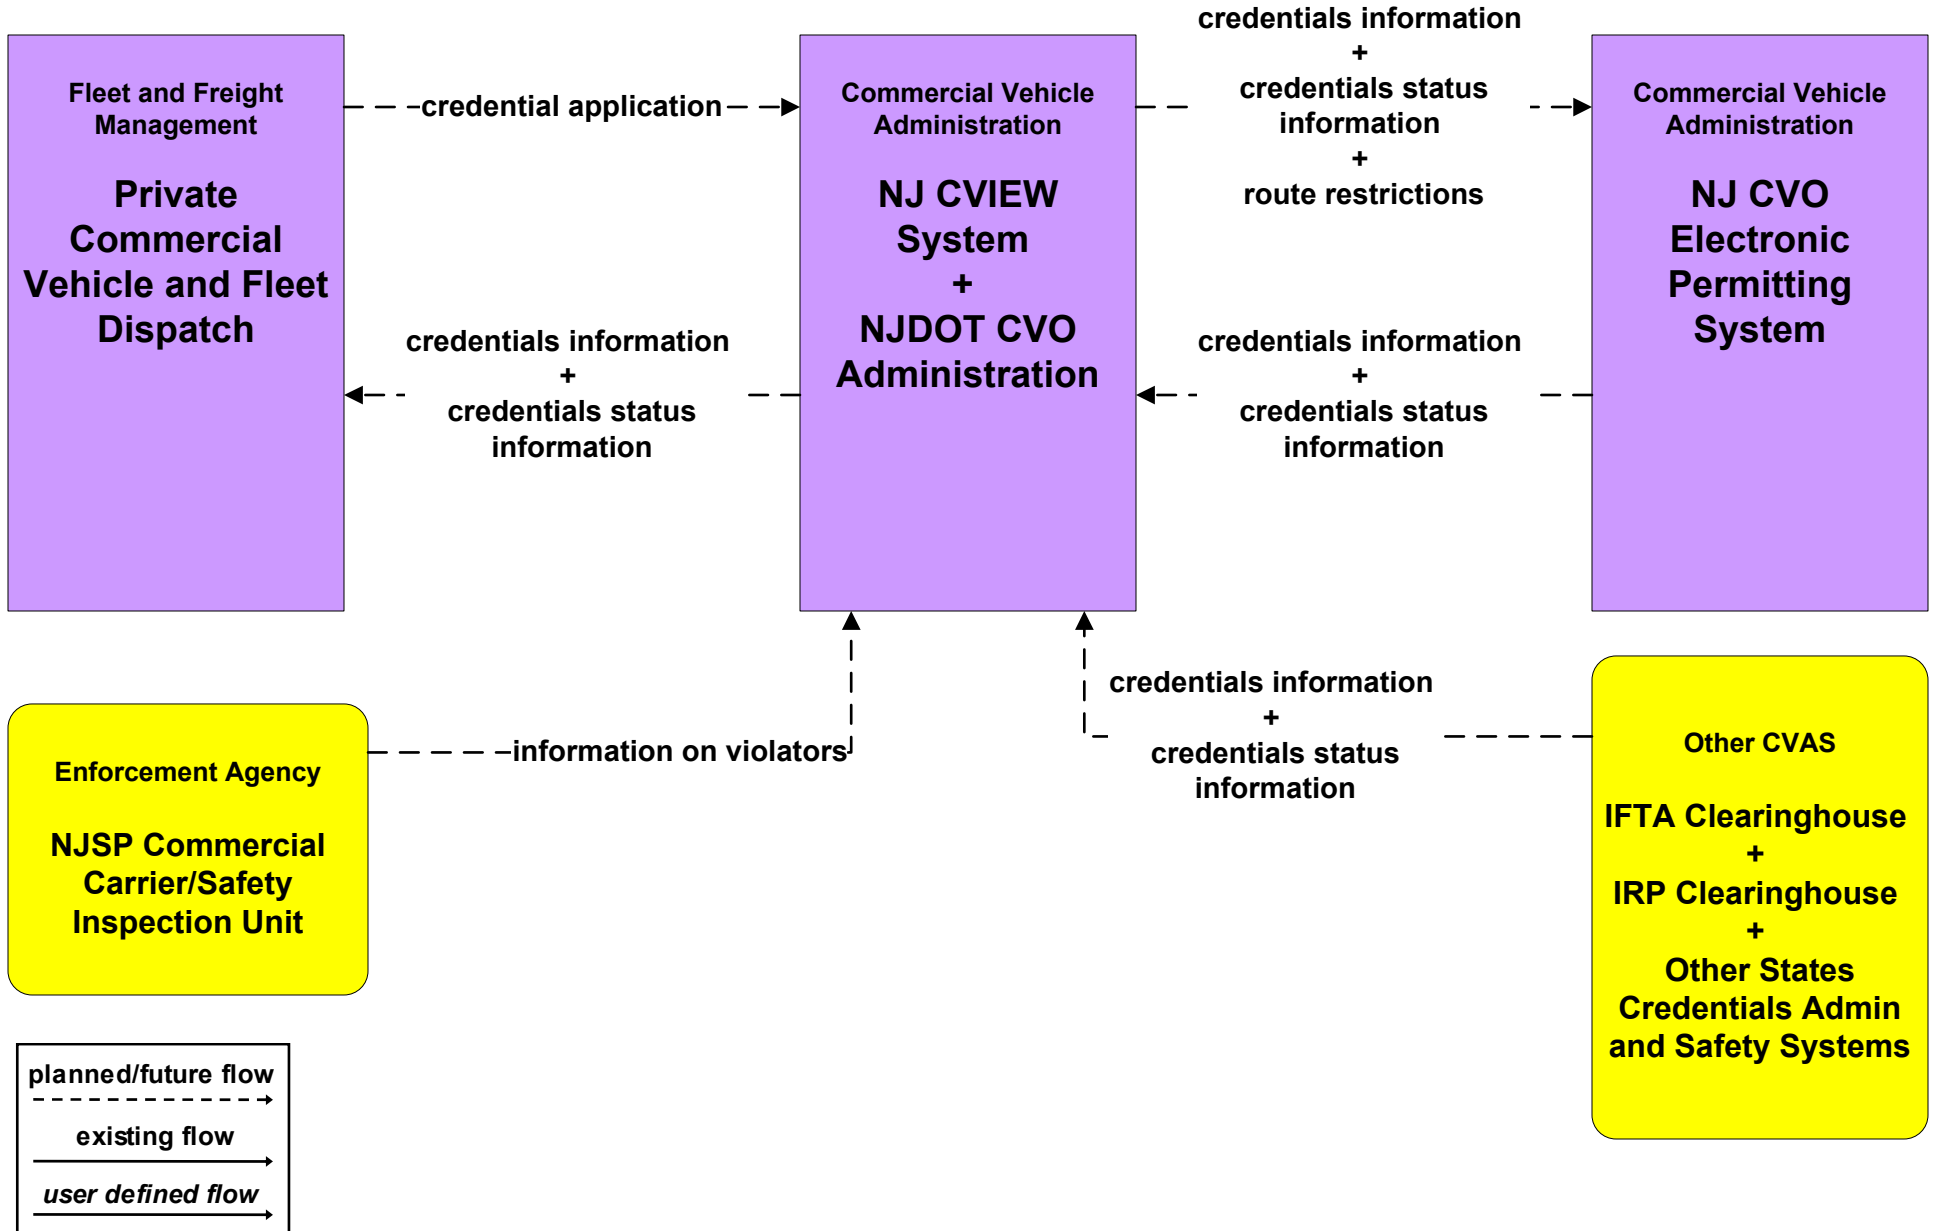 Fleet and Freight
Management
Private
Commercial
Vehicle and Fleet
Dispatch
credential application
credentials information
+
credentials status
information
Commercial Vehicle
Administration
NJ CVIEW
System
+
NJDOT CVO
Administration
credentials information
+
credentials status
information
+
route restrictions
credentials information
+
credentials status
information
Commercial Vehicle
Administration
NJ CVO
Electronic
Permitting
System
Enforcement Agency
NJSP Commercial
Carrier/Safety
Inspection Unit
information on violators
credentials information
+
credentials status
information
Other CVAS
IFTA Clearinghouse
+
IRP Clearinghouse
+
Other States
Credentials Admin
and Safety Systems
planned/future flow
existing flow
user defined flow